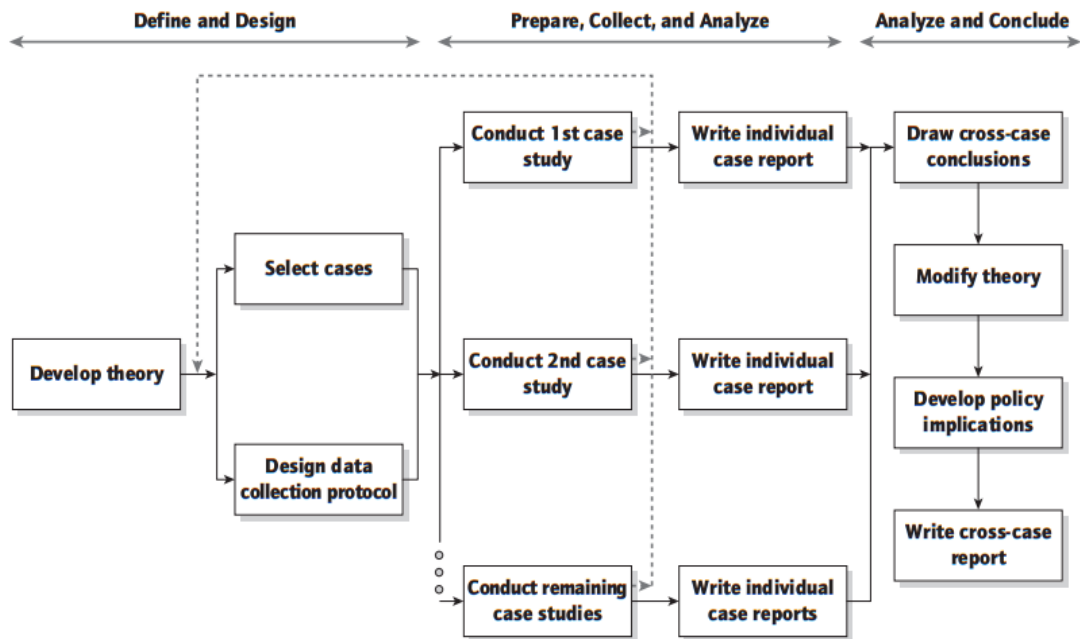 Define and Design
Prepare, Collect, and Analyze
Analyze and Conclude
Conduct 1st case
study
Write individual
case report
Draw cross-case
conclusions
Select cases
Modify theory
Develop theory
Conduct 2nd case
study
Write individual
case report
Develop policy
implications
Design data
collection protocol
Write cross-case
report
Conduct remaining
case studies
Write individual
case reports